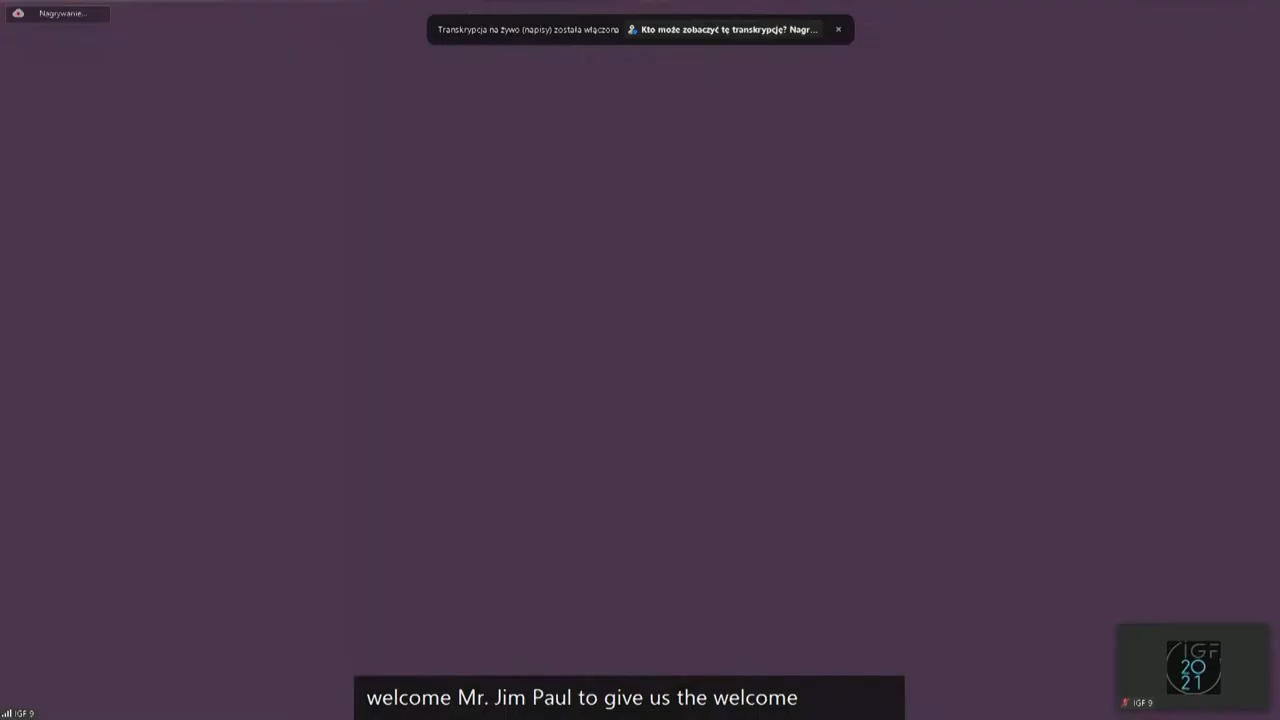 Nagrywanie...
Transkrypcja na żywo (napisy) została włączona Kto może zobaczyć tę transkrypcję? Nagr...
IGF
20
21
IGF 9
welcome Mr. Jim Paul to give us the welcome
IGF 9